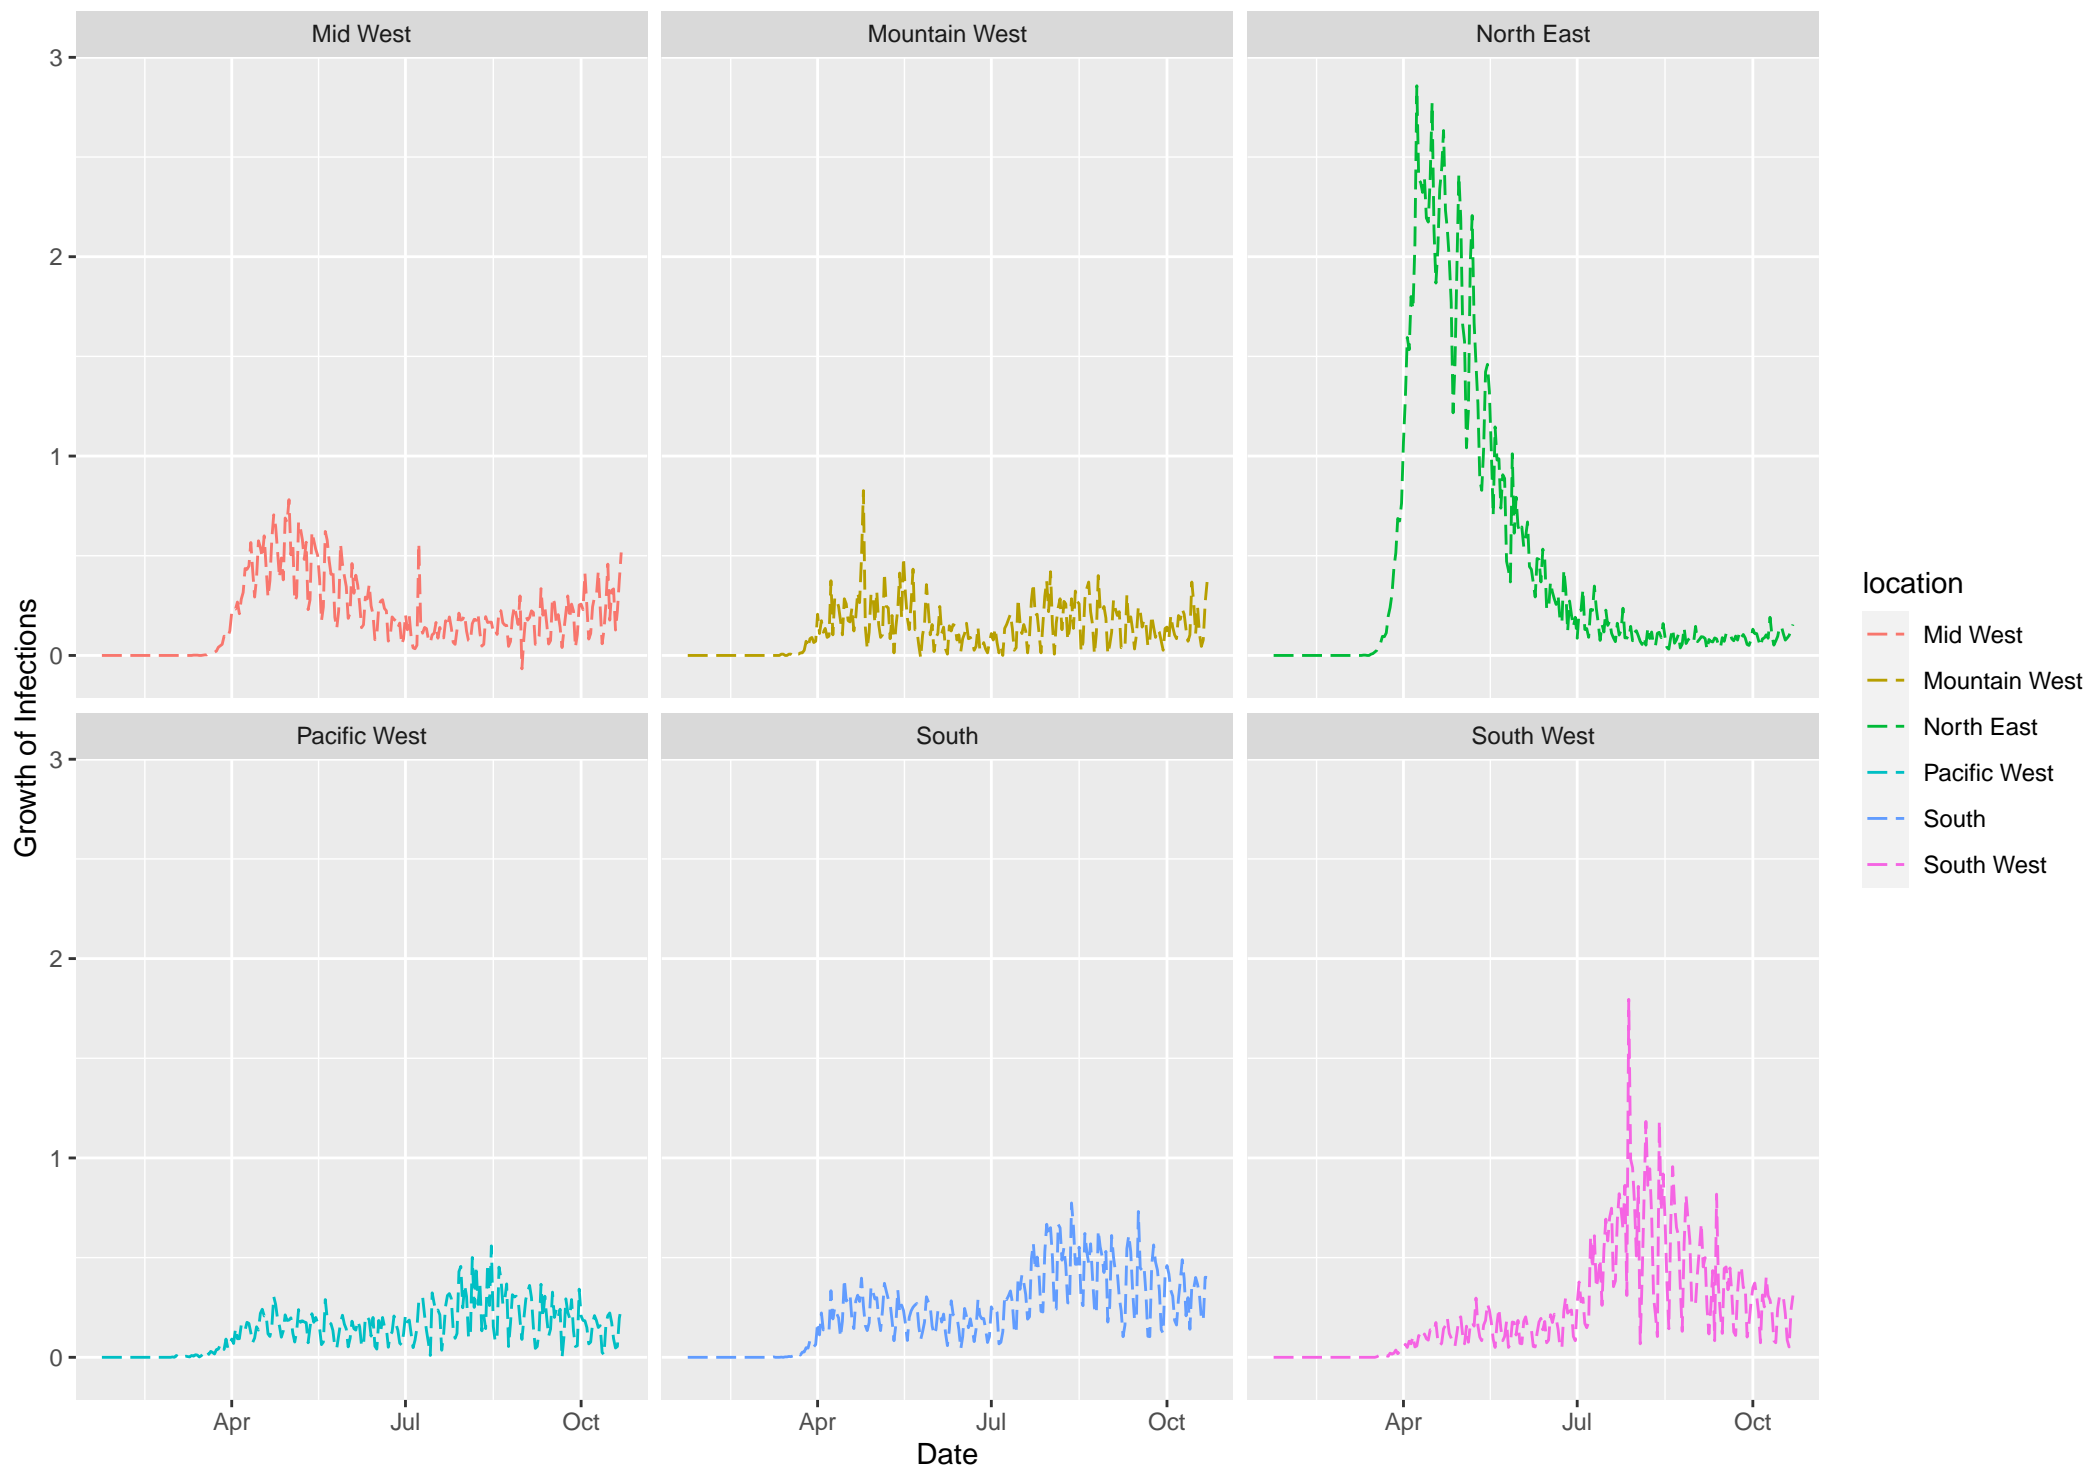 Mid West
Mountain West
North East
3
2
1
0
Pacific West
South
South West
3
2
1
0
Apr
Jul
Oct
Apr
Jul
Oct
Apr
Jul
Oct
Date
Growth of Infections
location
Mid West
Mountain West
North East
Pacific West
South
South West